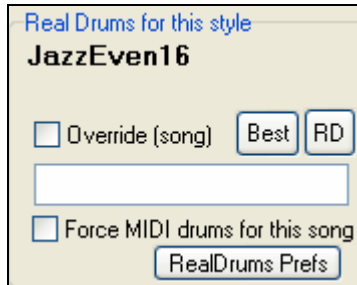 Real Drums for this style
JazzEven16
Override (song) Best RD
Force MIDI drums for this song
RealDrums Prefs